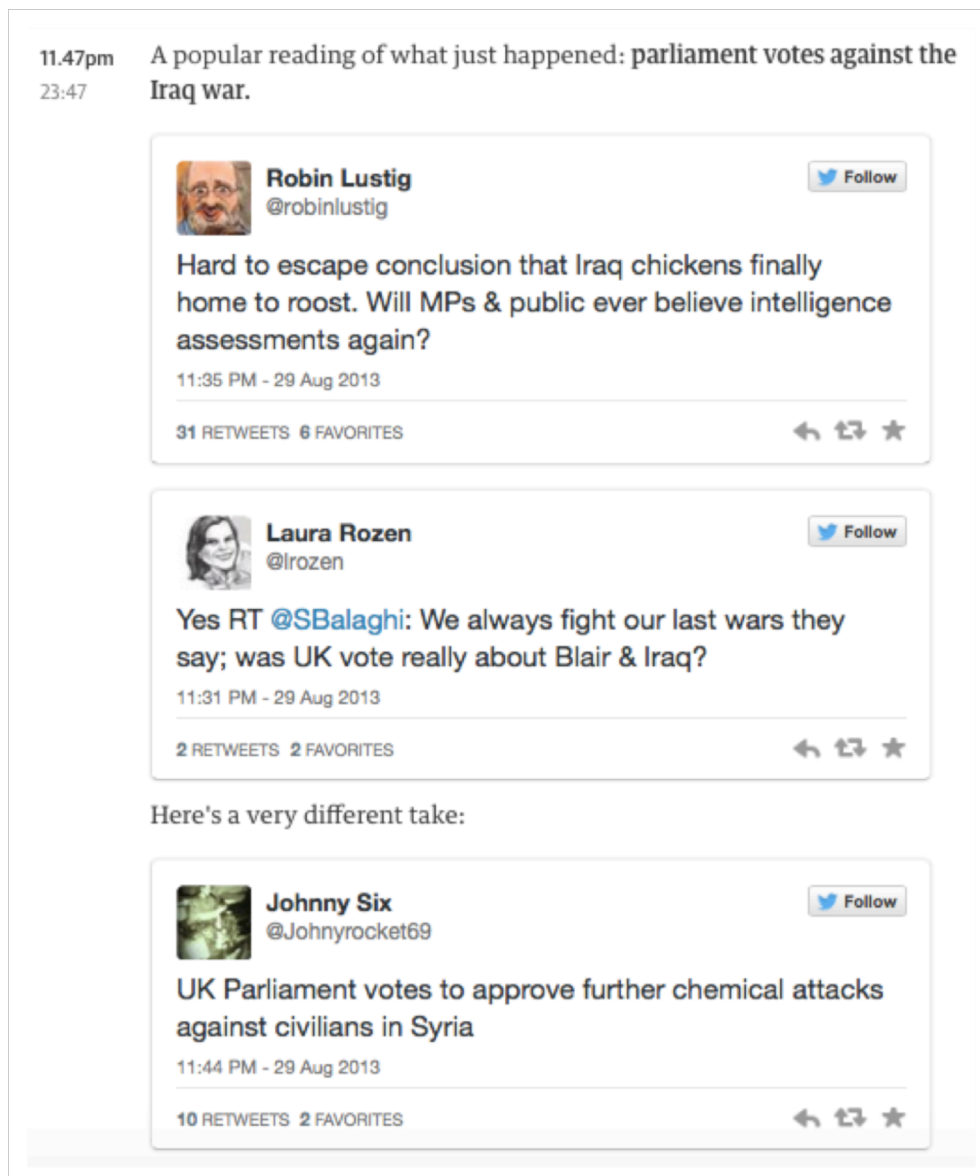 11.47pm A popular reading of what just happened: parliament votes against the
23:47 Iraq war.
Robin Lustig
@robinlustig
Follow
Hard to escape conclusion that Iraq chickens finally
home to roost. Will MPs & public ever believe intelligence
assessments again?
11:35 PM - 29 Aug 2013
31 RETWEETS 6 FAVORITES
Laura Rozen
@lrozen
Follow
Yes RT @SBalaghi: We always fight our last wars they
say; was UK vote really about Blair & Iraq?
11:31 PM - 29 Aug 2013
2 RETWEETS 2 FAVORITES
Here's a very different take:
Johnny Six
@Johnyrocket69
Follow
UK Parliament votes to approve further chemical attacks
against civilians in Syria
11:44 PM - 29 Aug 2013
10 RETWEETS 2 FAVORITES